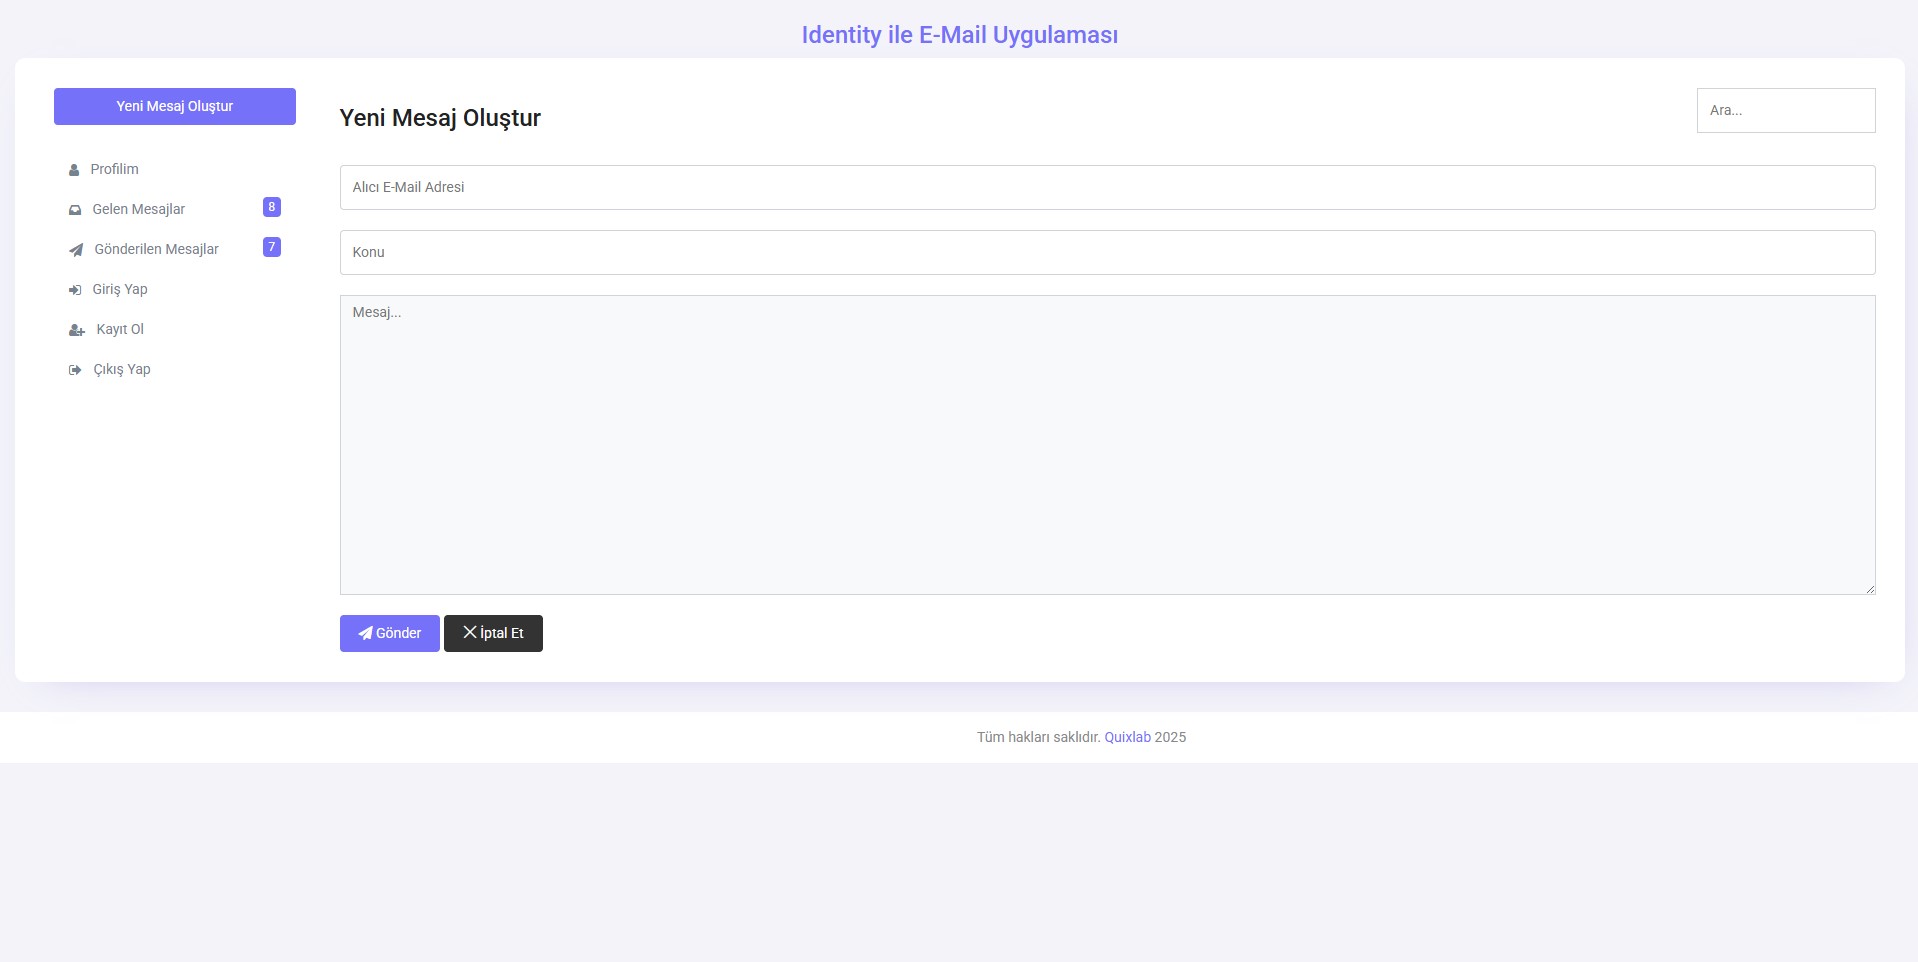 Identity ile E-Mail Uygulaması
Yeni Mesaj Oluştur
Profilim
Gelen Mesajlar 8
Gönderilen Mesajlar 7
Giriş Yap
Kayıt Ol
Çıkış Yap
Yeni Mesaj Oluştur
Ara...
Alıcı E-Mail Adresi
Konu
Mesaj...
Gönder
İptal Et
Tüm hakları saklıdır. Quixlab 2025